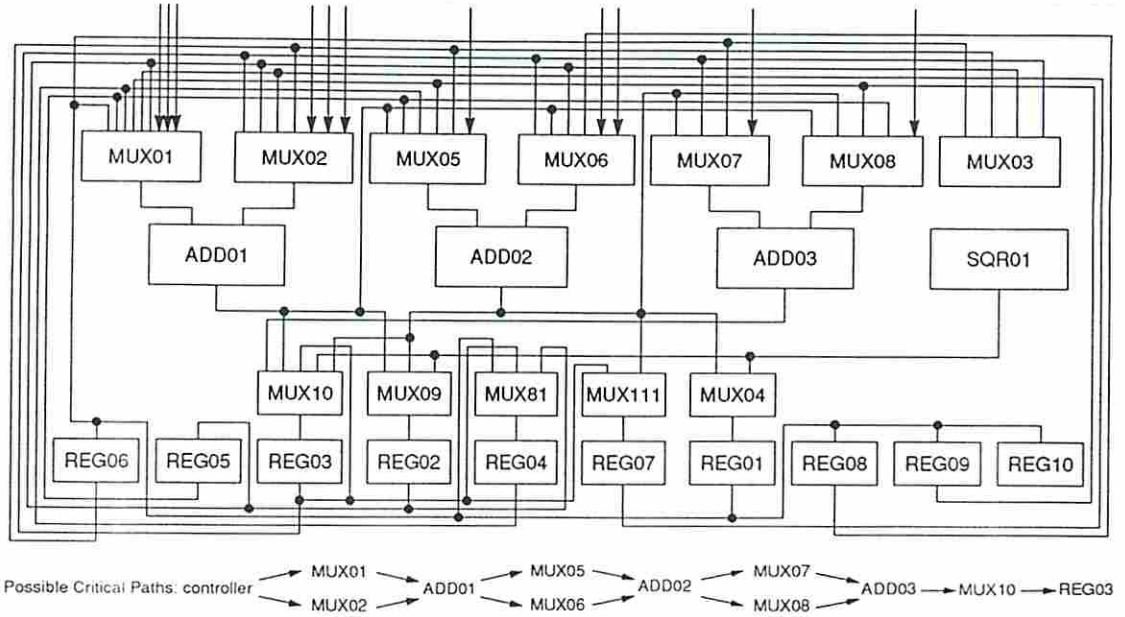 MUX01 MUX02 MUX05 MUX06 MUX07 MUX08 MUX03
ADD01 ADD02 ADD03 SQR01
MUX10 MUX09 MUX81 MUX111 MUX04
REG06 REG05 REG03 REG02 REG04 REG07 REG01 REG08 REG09 REG10
MUX01 MUX05 MUX07
Possible Critical Paths: controller ADD01 ADD02 ADD03 MUX10 REG03
MUX02 MUX06 MUX08